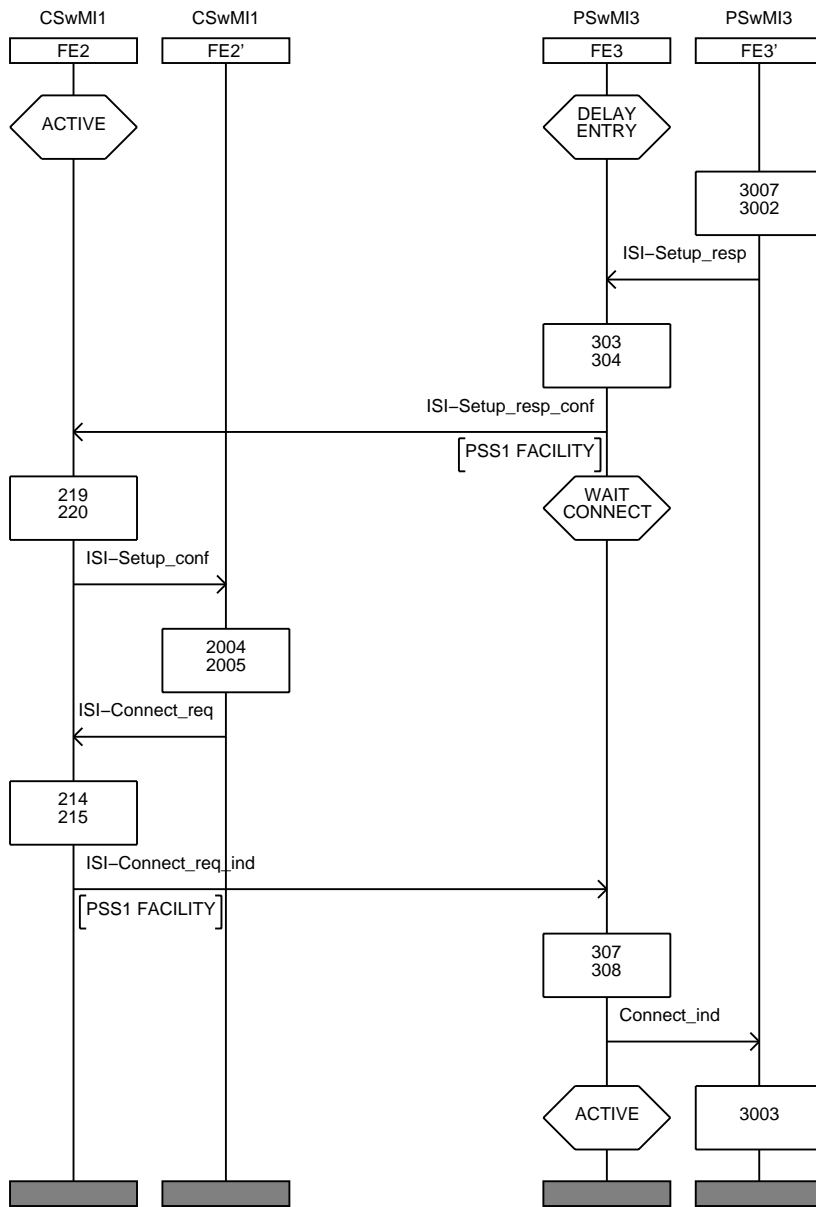 CSwMI1 CSwMI1 PSwMI3 PSwMI3
FE2 FE2' FE3 FE3'
ACTIVE
DELAY
ENTRY
3007
3002
ISI–Setup_resp
303
304
ISI–Setup_resp_conf
[PSS1 FACILITY]
219
220
WAIT
CONNECT
ISI–Setup_conf
2004
2005
ISI–Connect_req
214
215
ISI–Connect_req_ind
[PSS1 FACILITY]
307
308
Connect_ind
ACTIVE
3003